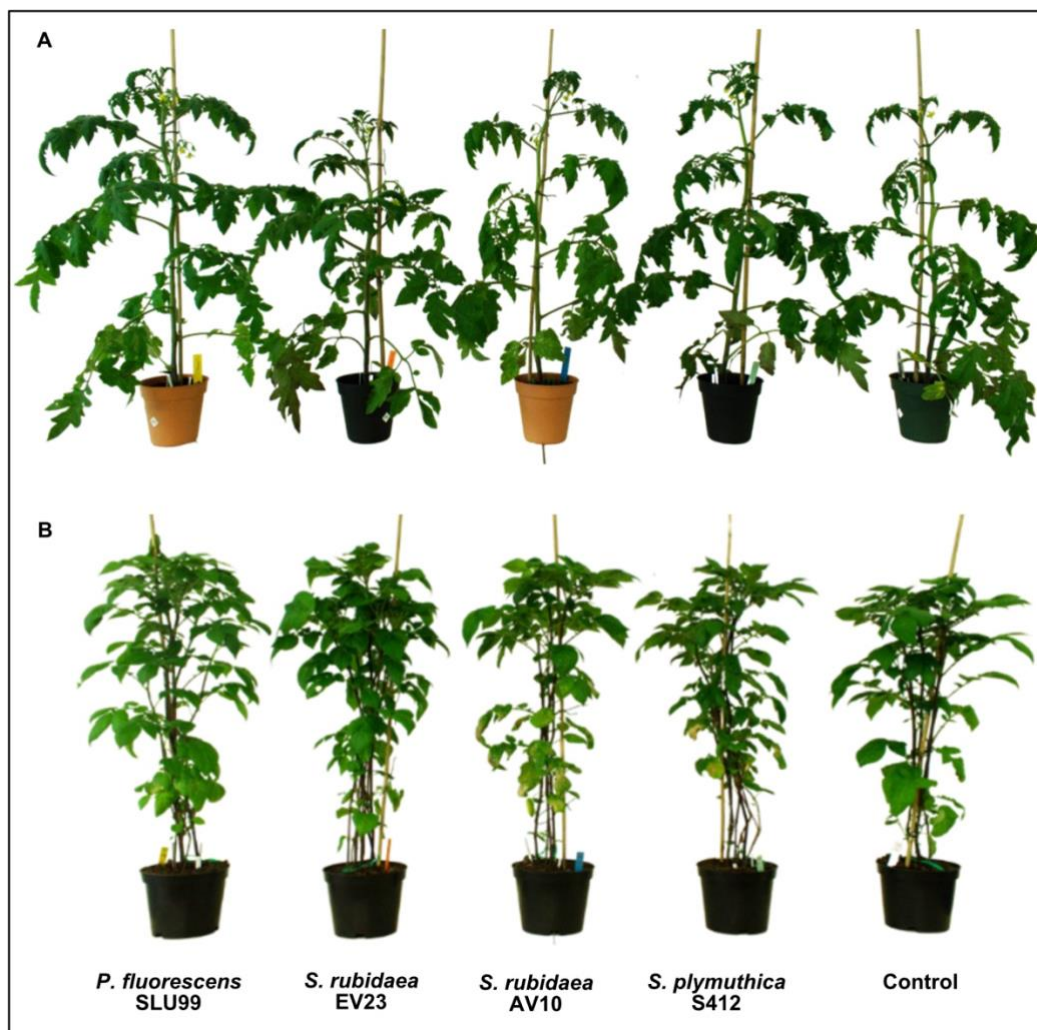 A
B
P. fluorescens S. rubidaea S. rubidaea S. plymuthica Control
SLU99 EV23 AV10 S412